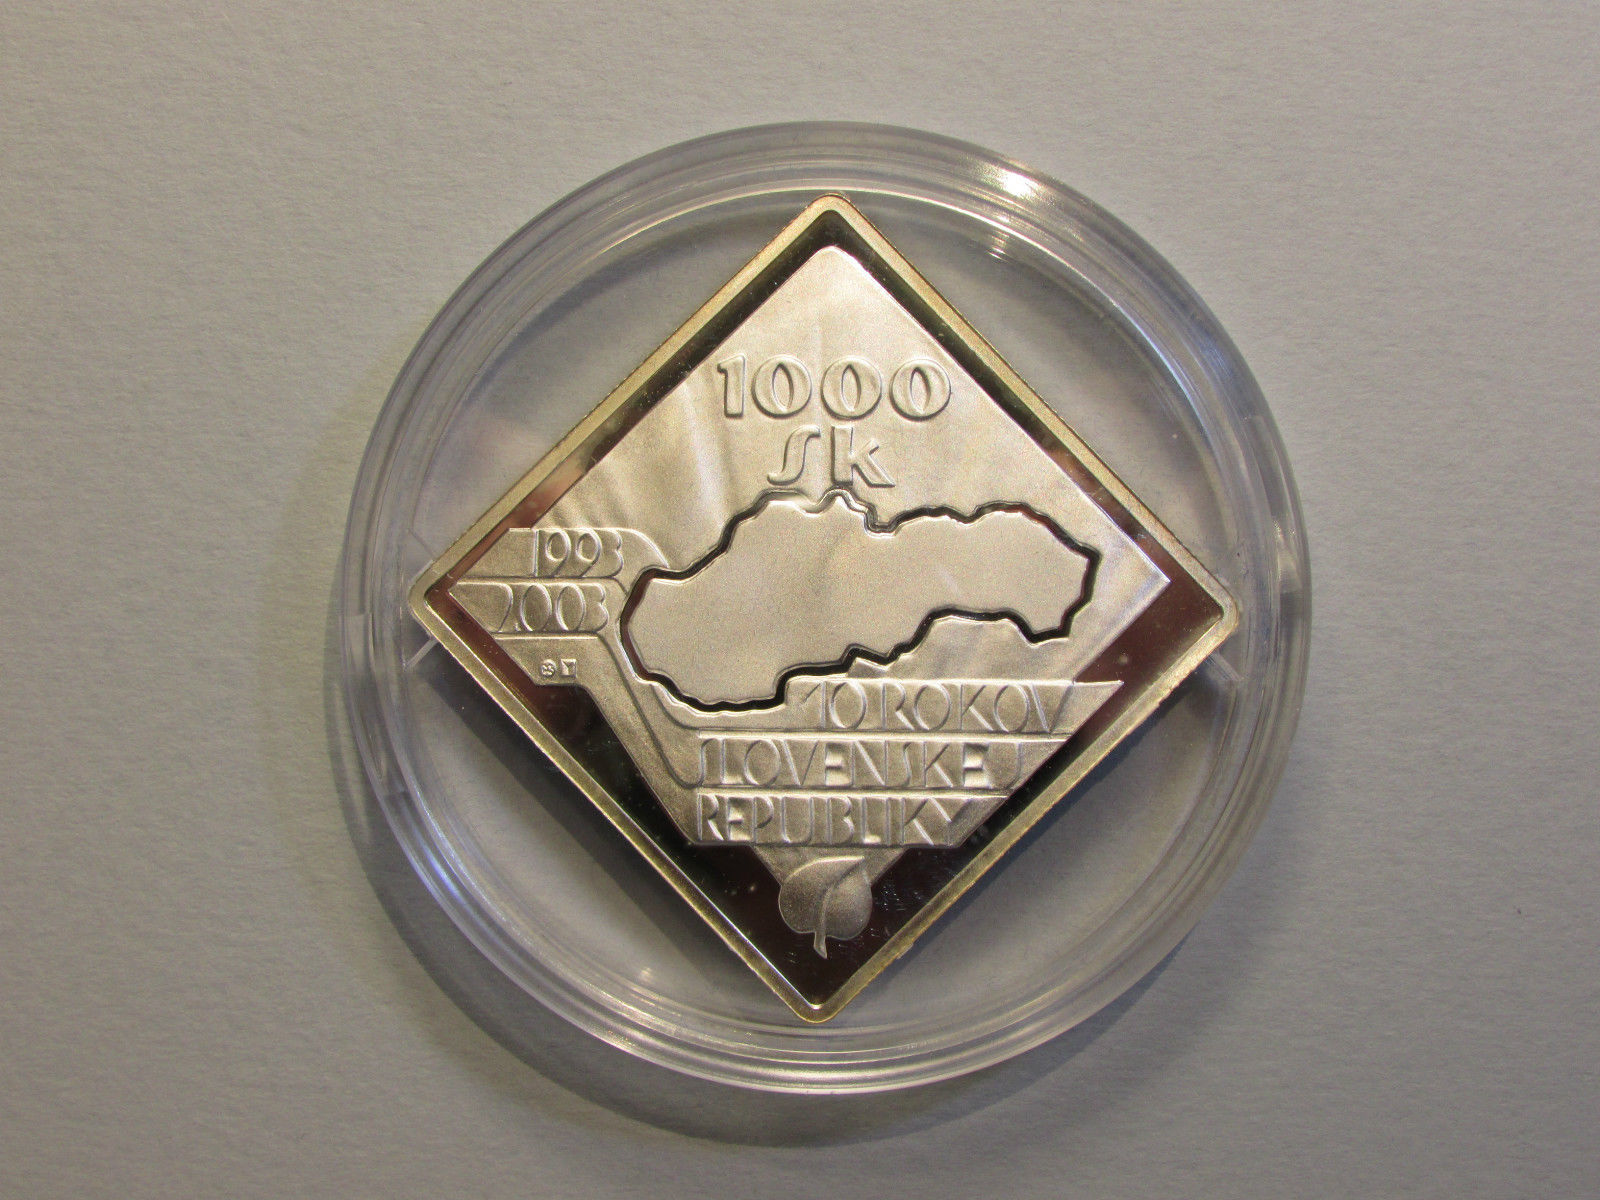 1000
Sk
1993
2003
10 ROKOV
SLOVENSKEJ
REPUBLIKY